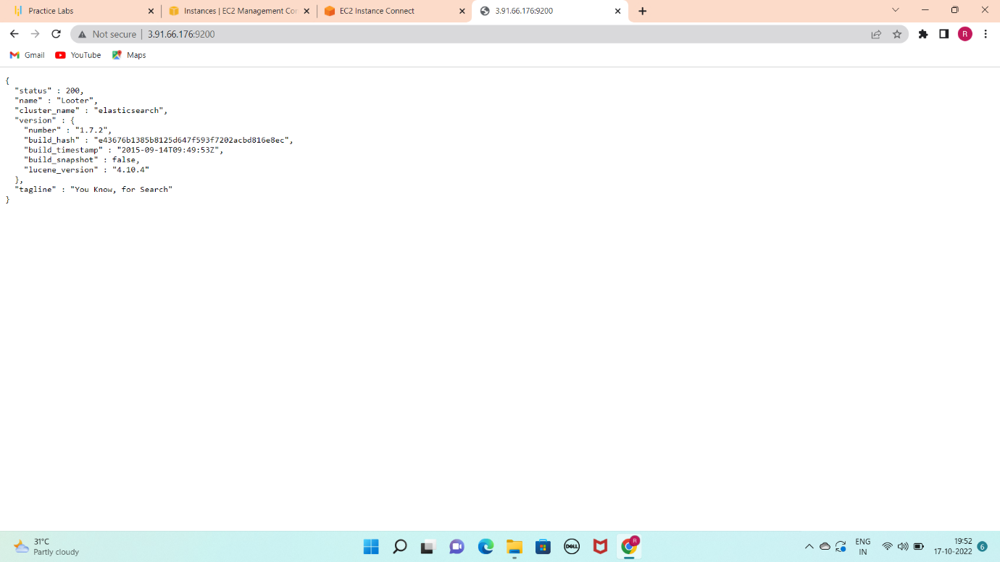 Practice Labs
Instances | EC2 Management Con
EC2 Instance Connect
3.91.66.176:9200
Not secure | 3.91.66.176:9200
R
Gmail
YouTube
Maps
{
"status" : 200,
"name" : "Looter",
"cluster_name" : "elasticsearch",
"version" : {
"number" : "1.7.2",
"build_hash" : "e43676b1385b8125d647f593f7202acbd816e8ec",
"build_timestamp" : "2015-09-14T09:49:53Z",
"build_snapshot" : false,
"lucene_version" : "4.10.4"
},
"tagline" : "You Know, for Search"
}
31°C
Partly cloudy
DELL
R
ENG
IN
19:52
17-10-2022
6